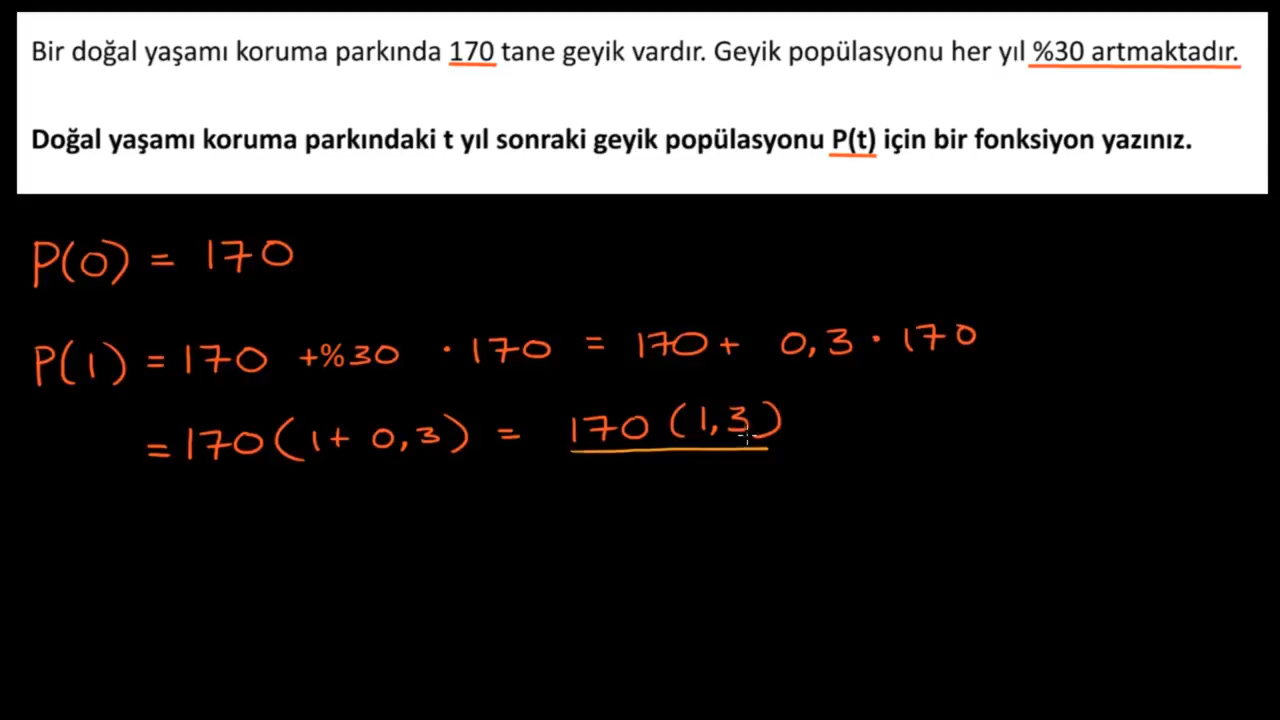 Bir doğal yaşamı koruma parkında 170 tane geyik vardır. Geyik popülasyonu her yıl %30 artmaktadır.
Doğal yaşamı koruma parkındaki t yıl sonraki geyik popülasyonu P(t) için bir fonksiyon yazınız.
P(0) = 170
P(1) = 170 +%30 · 170 = 170 + 0,3 · 170
= 170 (1 + 0,3) = 170 (1,3)